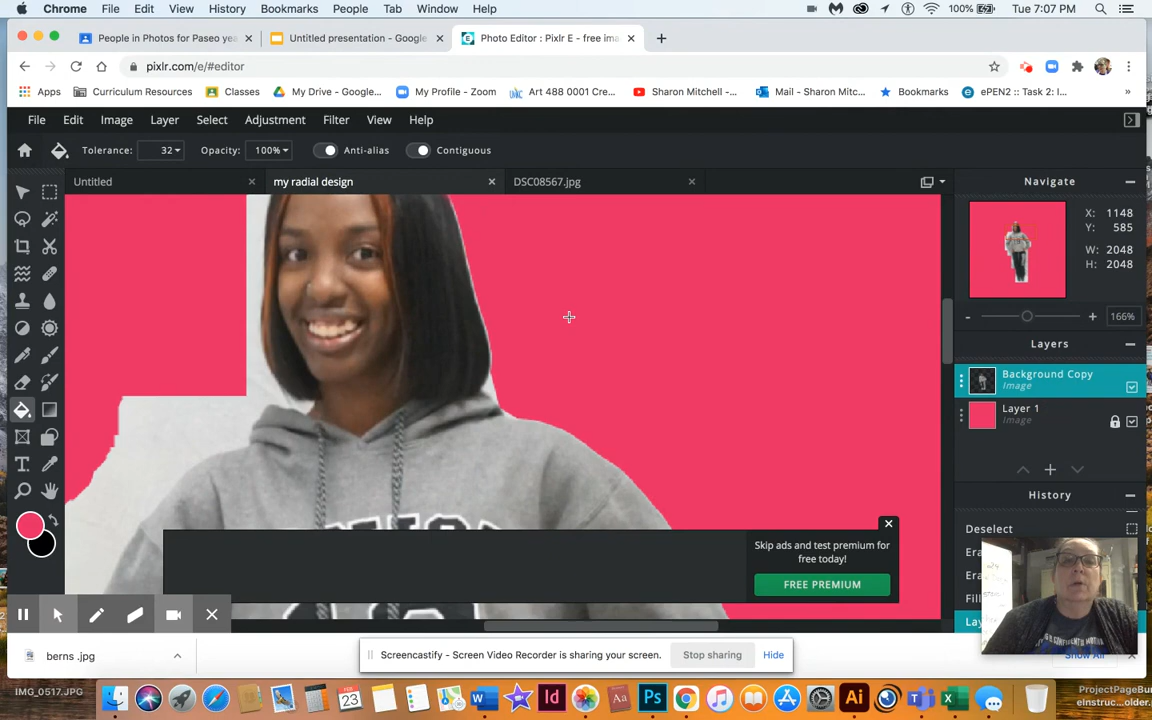 Chrome File Edit View History Bookmarks People Tab Window Help 100% Tue 7:07 PM
People in Photos for Paseo yea Untitled presentation - Google Photo Editor : Pixlr E - free ima
pixlr.com/e/#editor
Apps Curriculum Resources Classes My Drive - Google... My Profile - Zoom Art 488 0001 Cre... Sharon Mitchell -... Mail - Sharon Mitc... Bookmarks ePEN2 :: Task 2: I... »
File Edit Image Layer Select Adjustment Filter View Help
Tolerance: 32 Opacity: 100% Anti-alias Contiguous
Untitled my radial design DSC08567.jpg Navigate
X: 1148
Y: 585
W: 2048
H: 2048
166%
Layers
Background Copy
Image
Layer 1
Image
History
Deselect
Skip ads and test premium for
free today!
FREE PREMIUM
berns .jpg
Screencastify - Screen Video Recorder is sharing your screen. Stop sharing Hide
Show All
IMG_0517.JPG
FEB
23